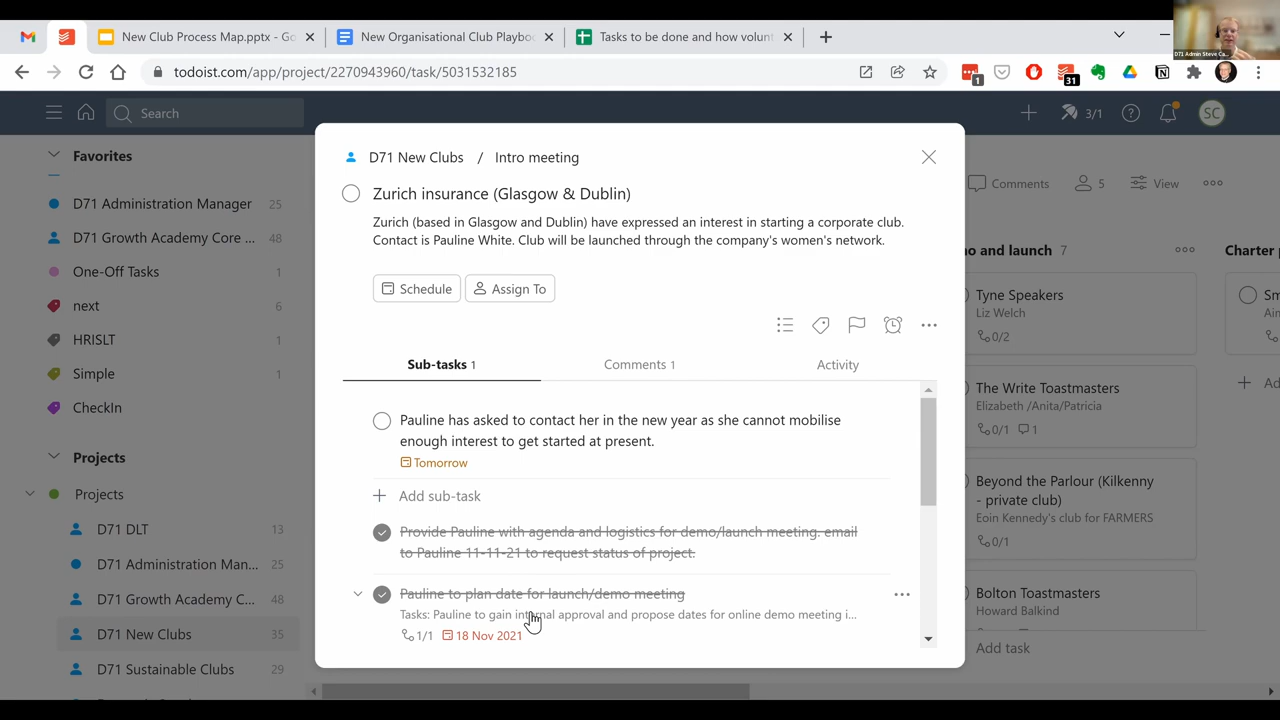 New Club Process Map.pptx - Go
New Organisational Club Playbo
Tasks to be done and how volunt
D71 Admin Steve Ca...
todoist.com/app/project/2270943960/task/5031532185
1
31
Search
3/1
SC
Favorites
D71 Administration Manager 25
D71 Growth Academy Core ... 48
One-Off Tasks 1
next 6
HRISLT 1
Simple 1
CheckIn
Projects
Projects
D71 DLT 13
D71 Administration Man... 25
D71 Growth Academy C... 48
D71 New Clubs 35
D71 Sustainable Clubs 29
D71 New Clubs / Intro meeting
Zurich insurance (Glasgow & Dublin)
Zurich (based in Glasgow and Dublin) have expressed an interest in starting a corporate club.
Contact is Pauline White. Club will be launched through the company's women's network.
Schedule Assign To
Sub-tasks 1 Comments 1 Activity
Pauline has asked to contact her in the new year as she cannot mobilise
enough interest to get started at present.
Tomorrow
Add sub-task
Provide Pauline with agenda and logistics for demo/launch meeting. email
to Pauline 11-11-21 to request status of project.
Pauline to plan date for launch/demo meeting
Tasks: Pauline to gain internal approval and propose dates for online demo meeting i...
1/1 18 Nov 2021
Comments 5 View
o and launch 7
Tyne Speakers
Liz Welch
0/2
The Write Toastmasters
Elizabeth /Anita/Patricia
0/1 1
Beyond the Parlour (Kilkenny
- private club)
Eoin Kennedy's club for FARMERS
0/1
Bolton Toastmasters
Howard Balkind
Add task
Charter
Sm
Ain
0
Ad